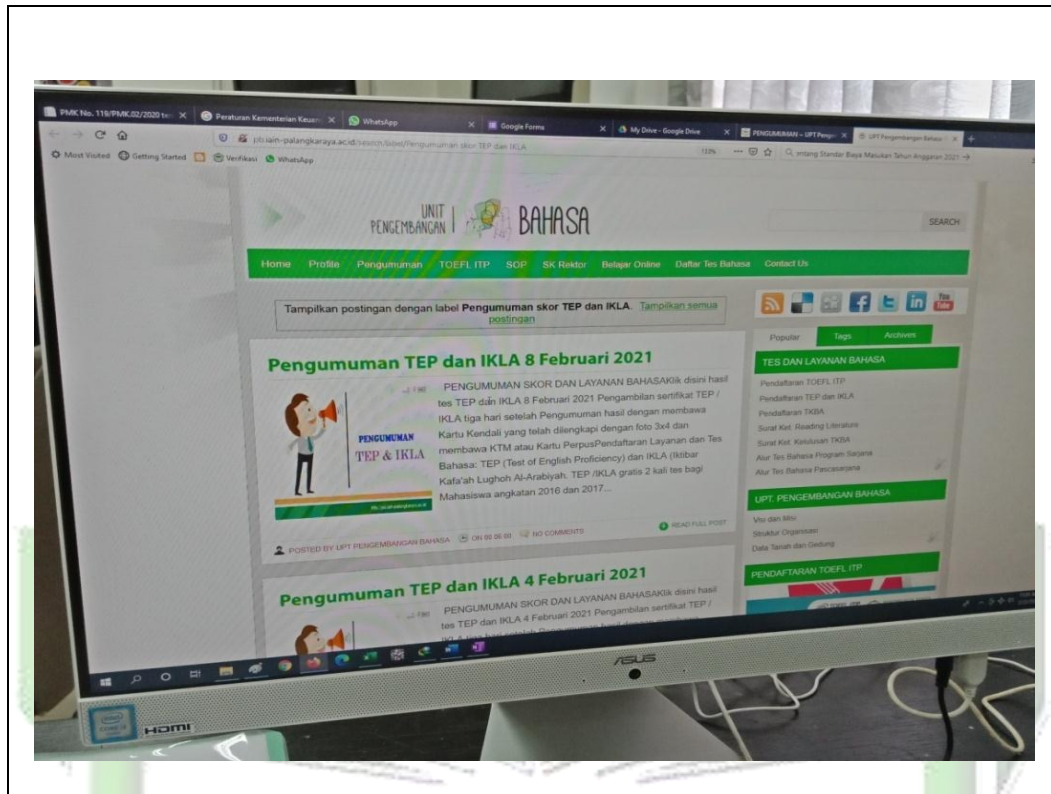 PMK No. 119/PMK.02/2020
Peraturan Kementerian
WhatsApp
Google Forms
My Drive - Google Drive
PENGUMUMAN – UPT
UPT Pengembangan Bahasa
iain-palangkaraya.ac.id/search/label/Pengumuman skor TEP dan IKLA
133%
entang Standar Biaya Masukan Tahun Anggaran 2021
Most Visited
Getting Started
Verifikasi
WhatsApp
UNIT
PENGEMBANGAN
BAHASA
SEARCH
Home Profile Pengumuman TOEFL ITP SOP SK Rektor Belajar Online Daftar Tes Bahasa Contact Us
Tampilkan postingan dengan label Pengumuman skor TEP dan IKLA. Tampilkan semua
postingan
Pengumuman TEP dan IKLA 8 Februari 2021
PENGUMUMAN
TEP & IKLA
PENGUMUMAN SKOR DAN LAYANAN BAHASAKlik disini hasil
tes TEP dan IKLA 8 Februari 2021 Pengambilan sertifikat TEP /
IKLA tiga hari setelah Pengumuman hasil dengan membawa
Kartu Kendali yang telah dilengkapi dengan foto 3x4 dan
membawa KTM atau Kartu PerpusPendaftaran Layanan dan Tes
Bahasa: TEP (Test of English Proficiency) dan IKLA (Iktibar
Kafa'ah Lughoh Al-Arabiyah. TEP /IKLA gratis 2 kali tes bagi
Mahasiswa angkatan 2016 dan 2017...
POSTED BY UPT PENGEMBANGAN BAHASA
NO COMMENTS
READ FULL POST
Pengumuman TEP dan IKLA 4 Februari 2021
PENGUMUMAN SKOR DAN LAYANAN BAHASAKlik disini hasil
tes TEP dan IKLA 4 Februari 2021 Pengambilan sertifikat TEP /
You
Tube
Popular Tags Archives
TES DAN LAYANAN BAHASA
Pendaftaran TOEFL ITP
Pendaftaran TEP dan IKLA
Pendaftaran TKBA
Surat Ket. Reading Literature
Surat Ket. Kelulusan TKBA
Alur Tes Bahasa Program Sarjana
Alur Tes Bahasa Pascasarjana
UPT. PENGEMBANGAN BAHASA
Visi dan Misi
Struktur Organisasi
Data Tanah dan Gedung
PENDAFTARAN TOEFL ITP
ASUS
HDMI